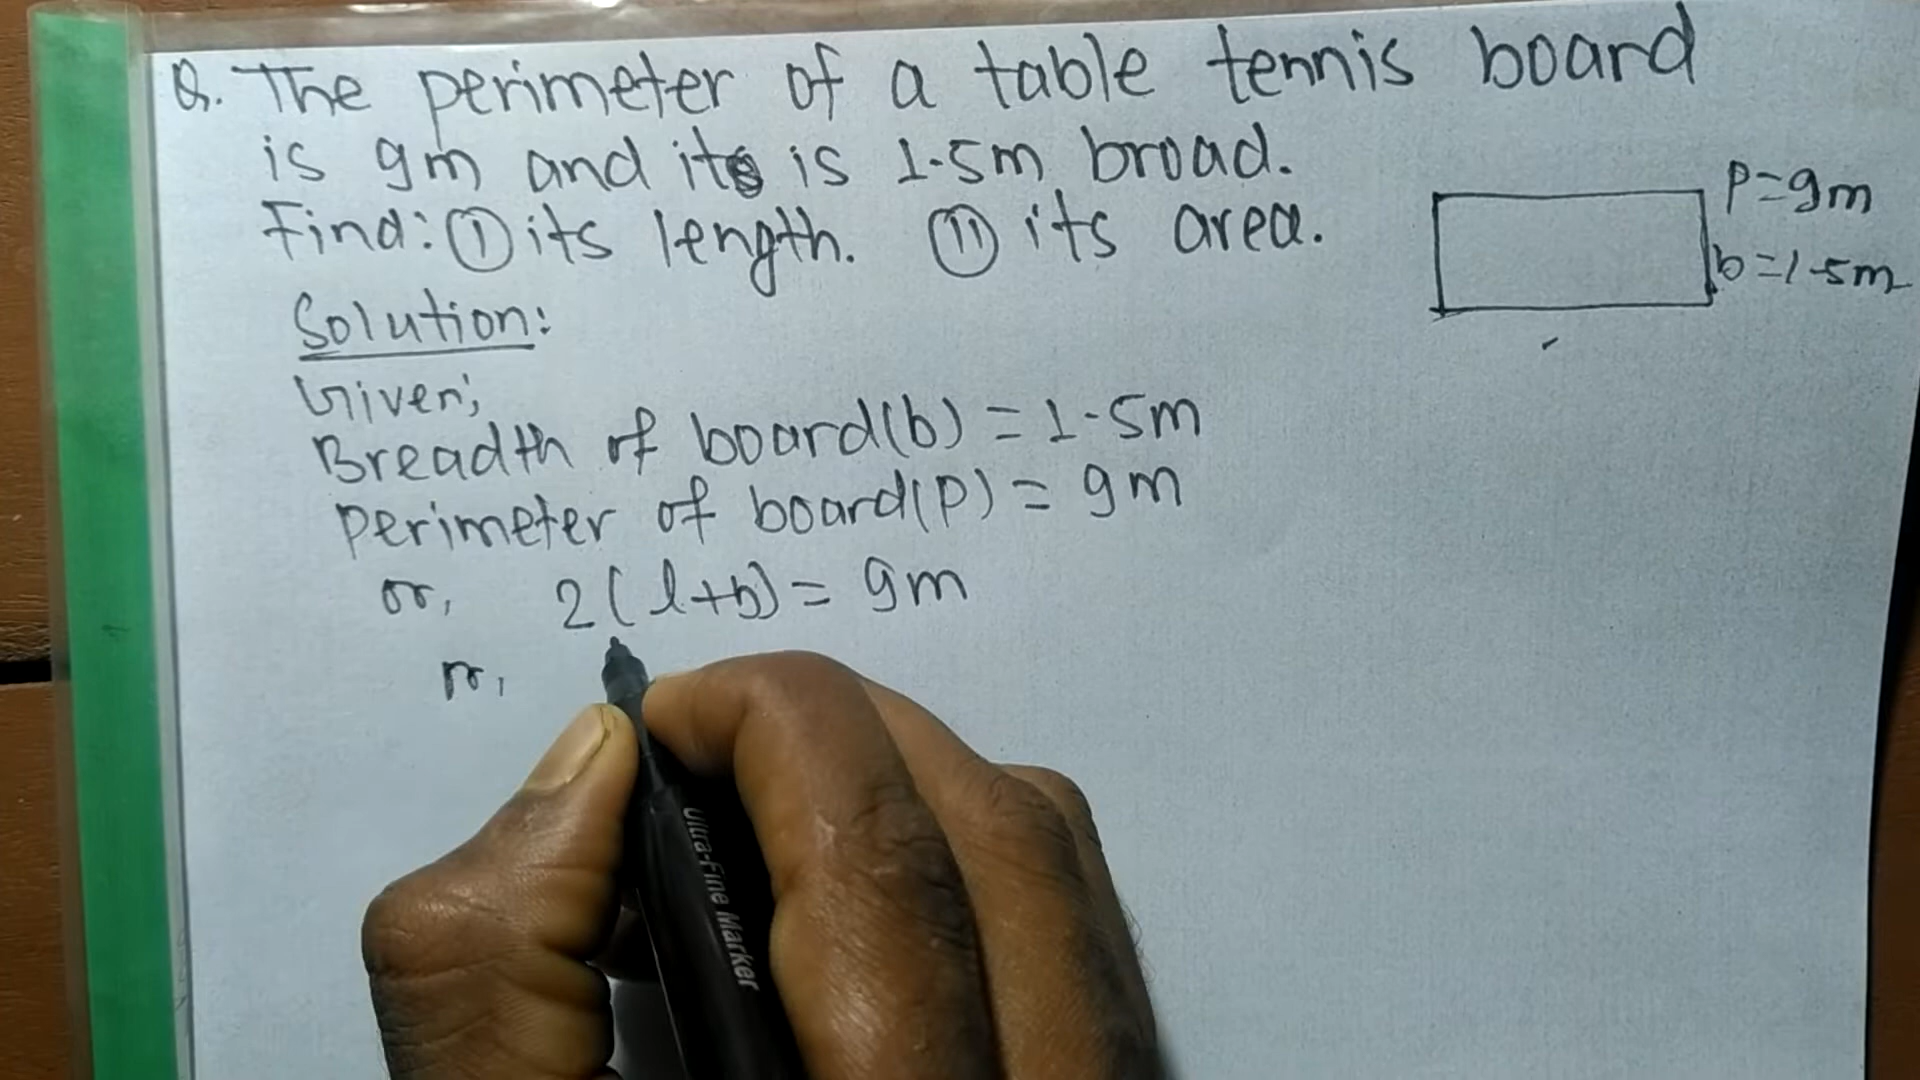 Q. The perimeter of a table tennis board
is 9m and its is 1.5m broad.
Find: (i) its length. (ii) its area.
P=9m
b=1.5m
Solution:
Given;
Breadth of board(b) = 1.5m
Perimeter of board(P) = 9m
or, 2(l+b) = 9m
or,
Ultra-Fine Marker